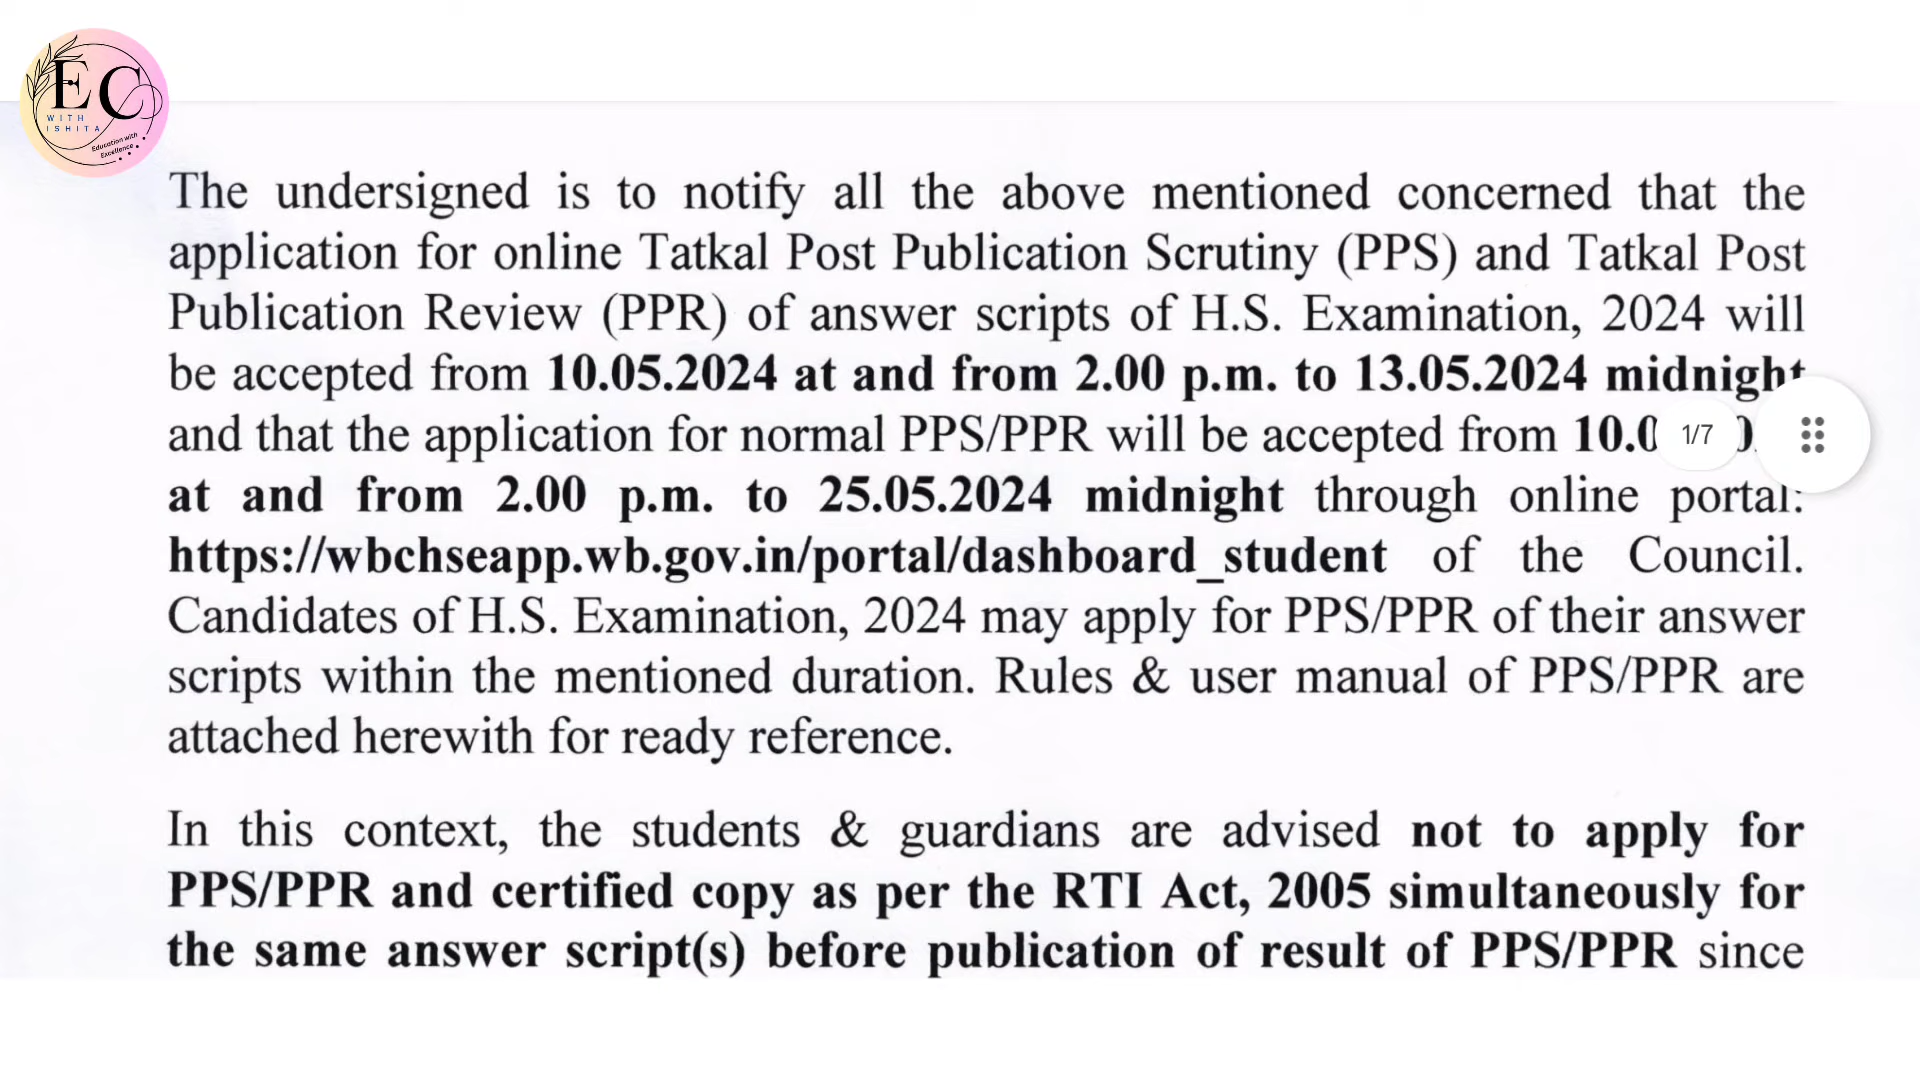 EC
WITH
ISHITA
Education with
Excellence
The undersigned is to notify all the above mentioned concerned that the
application for online Tatkal Post Publication Scrutiny (PPS) and Tatkal Post
Publication Review (PPR) of answer scripts of H.S. Examination, 2024 will
be accepted from 10.05.2024 at and from 2.00 p.m. to 13.05.2024 midnight
and that the application for normal PPS/PPR will be accepted from
1/7
at and from 2.00 p.m. to 25.05.2024 midnight through online portal:
https://wbchseapp.wb.gov.in/portal/dashboard_student of the Council.
Candidates of H.S. Examination, 2024 may apply for PPS/PPR of their answer
scripts within the mentioned duration. Rules & user manual of PPS/PPR are
attached herewith for ready reference.
In this context, the students & guardians are advised not to apply for
PPS/PPR and certified copy as per the RTI Act, 2005 simultaneously for
the same answer script(s) before publication of result of PPS/PPR since